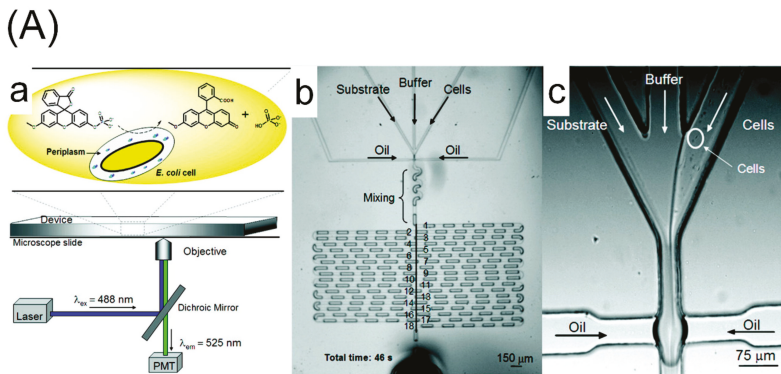 (A)
a
COOH
+
Periplasm
E. coli cell
Device
Microscope slide
Objective
λex = 488 nm
Laser
Dichroic Mirror
λem = 525 nm
PMT
b
Buffer
Substrate
Cells
Oil
Oil
Mixing
1
2
3
4
5
6
7
8
9
10
11
12
13
14
15
16
17
18
Total time: 46 s
150 µm
c
Buffer
Substrate
Cells
Cells
Oil
Oil
75 µm